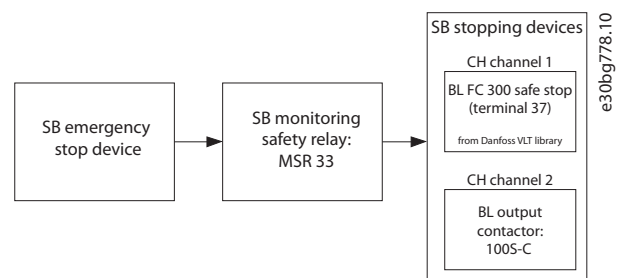 SB emergency
stop device
SB monitoring
safety relay:
MSR 33
SB stopping devices
CH channel 1
BL FC 300 safe stop
(terminal 37)
from Danfoss VLT library
CH channel 2
BL output
contactor:
100S-C
e30bg778.10